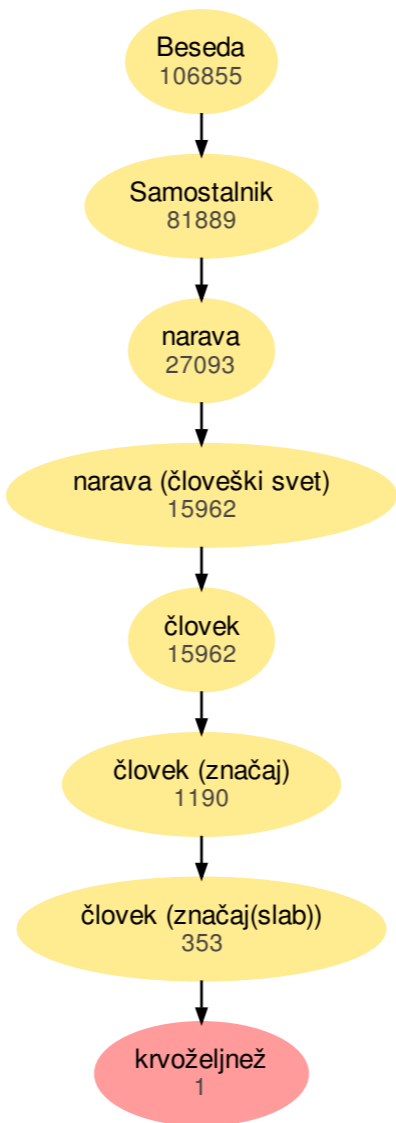 Beseda
106855
Samostalnik
81889
narava
27093
narava (človeški svet)
15962
človek
15962
človek (značaj)
1190
človek (značaj(slab))
353
krvoželjnež
1